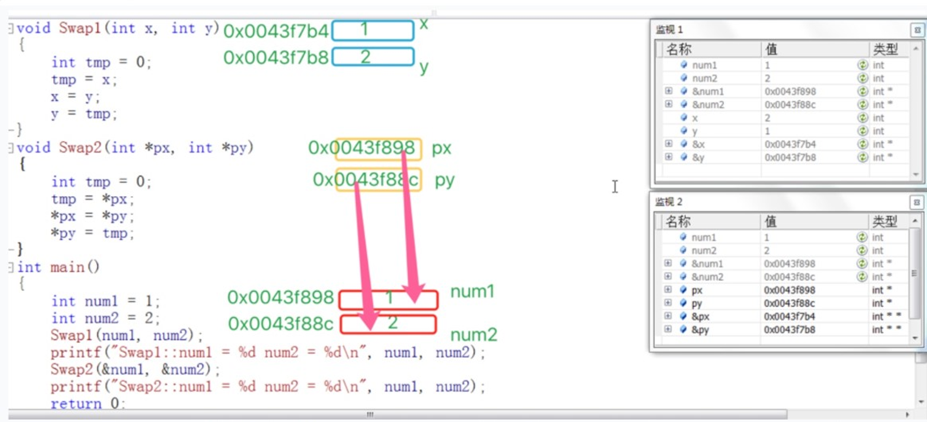 void Swap1(int x, int y) 0x0043f7b4 1 x
{ 0x0043f7b8 2 y
int tmp = 0;
tmp = x;
x = y;
y = tmp;
}
void Swap2(int *px, int *py) 0x0043f898 px
{
0x0043f88c py
int tmp = 0;
tmp = *px;
*px = *py;
*py = tmp;
}
int main()
{
int num1 = 1; 0x0043f898 1 num1
int num2 = 2; 0x0043f88c 2 num2
Swap1(num1, num2);
printf("Swap1::num1 = %d num2 = %d\n", num1, num2);
Swap2(&num1, &num2);
printf("Swap2::num1 = %d num2 = %d\n", num1, num2);
return 0;
监视 1
名称 值 类型
num1 1 int
num2 2 int
&num1 0x0043f898 int *
&num2 0x0043f88c int *
x 2 int
y 1 int
&x 0x0043f7b4 int *
&y 0x0043f7b8 int *
监视 2
名称 值 类型
num1 1 int
num2 2 int
&num1 0x0043f898 int *
&num2 0x0043f88c int *
px 0x0043f898 int *
py 0x0043f88c int *
&px 0x0043f7b4 int * *
&py 0x0043f7b8 int * *